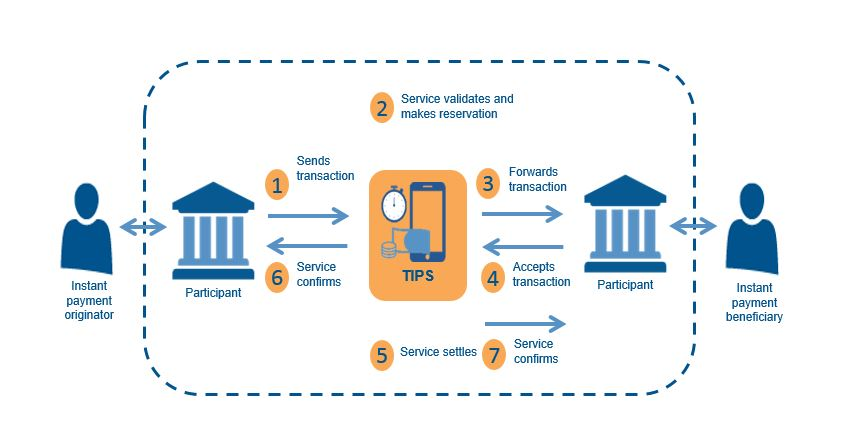 2
Service validates and
makes reservation
1
Sends
transaction
3
Forwards
transaction
TIPS
6
Service
confirms
4
Accepts
transaction
Instant
payment
originator
Participant
Participant
Instant
payment
beneficiary
5
Service settles
7
Service
confirms